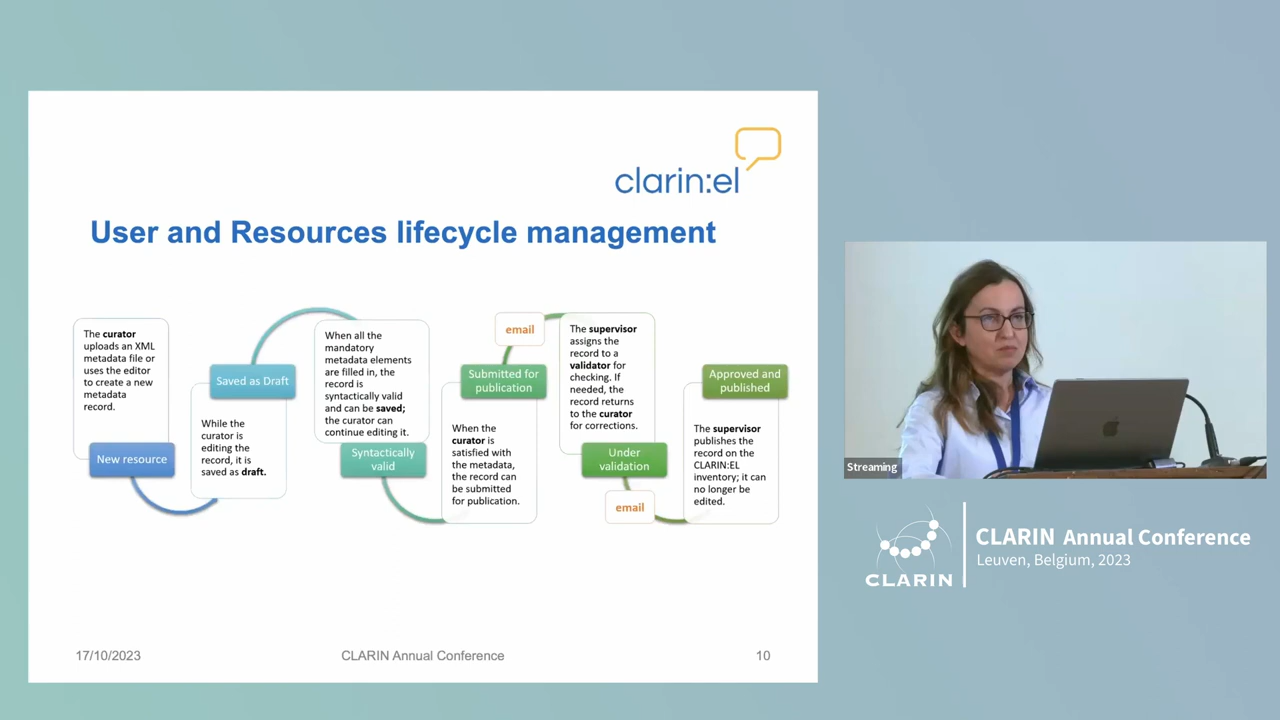 clarin:el
User and Resources lifecycle management
The curator
uploads an XML
metadata file or
uses the editor
to create a new
metadata
record.
New resource
Saved as Draft
While the
curator is
editing the
record, it is
saved as draft.
When all the
mandatory
metadata elements
are filled in, the
record is
syntactically valid
and can be saved;
the curator can
continue editing it.
Syntactically
valid
email
Submitted for
publication
When the
curator is
satisfied with
the metadata,
the record can
be submitted
for publication.
The supervisor
assigns the
record to a
validator for
checking. If
needed, the
record returns
to the curator
for corrections.
Under
validation
email
Approved and
published
The supervisor
publishes the
record on the
CLARIN:EL
inventory; it can
no longer be
edited.
17/10/2023
CLARIN Annual Conference
10
Streaming
CLARIN
CLARIN Annual Conference
Leuven, Belgium, 2023